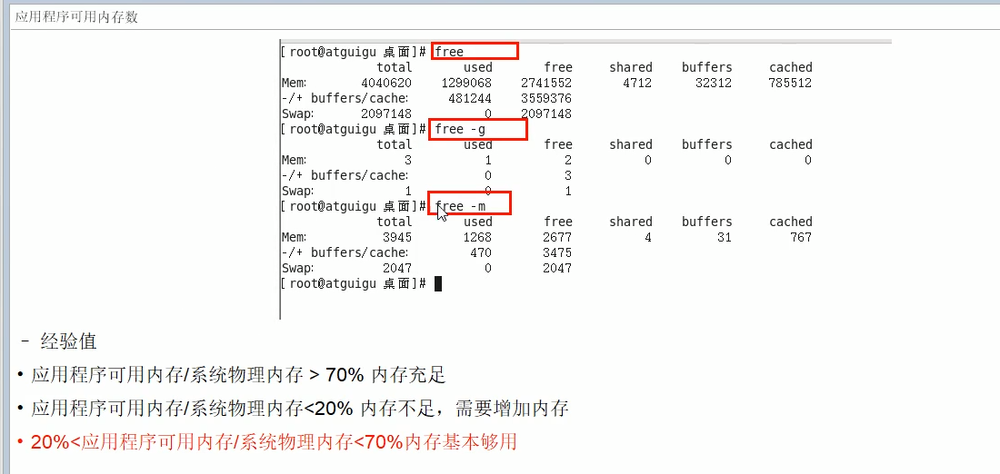 应用程序可用内存数
[root@atguigu 桌面]# free
total used free shared buffers cached
Mem: 4040620 1299068 2741552 4712 32312 785512
-/+ buffers/cache: 481244 3559376
Swap: 2097148 0 2097148
[root@atguigu 桌面]# free -g
total used free shared buffers cached
Mem: 3 1 2 0 0 0
-/+ buffers/cache: 0 3
Swap: 1 0 1
[root@atguigu 桌面]# free -m
total used free shared buffers cached
Mem: 3945 1268 2677 4 31 767
-/+ buffers/cache: 470 3475
Swap: 2047 0 2047
[root@atguigu 桌面]#
- 经验值
• 应用程序可用内存/系统物理内存 > 70% 内存充足
• 应用程序可用内存/系统物理内存<20% 内存不足，需要增加内存
• 20%<应用程序可用内存/系统物理内存<70%内存基本够用